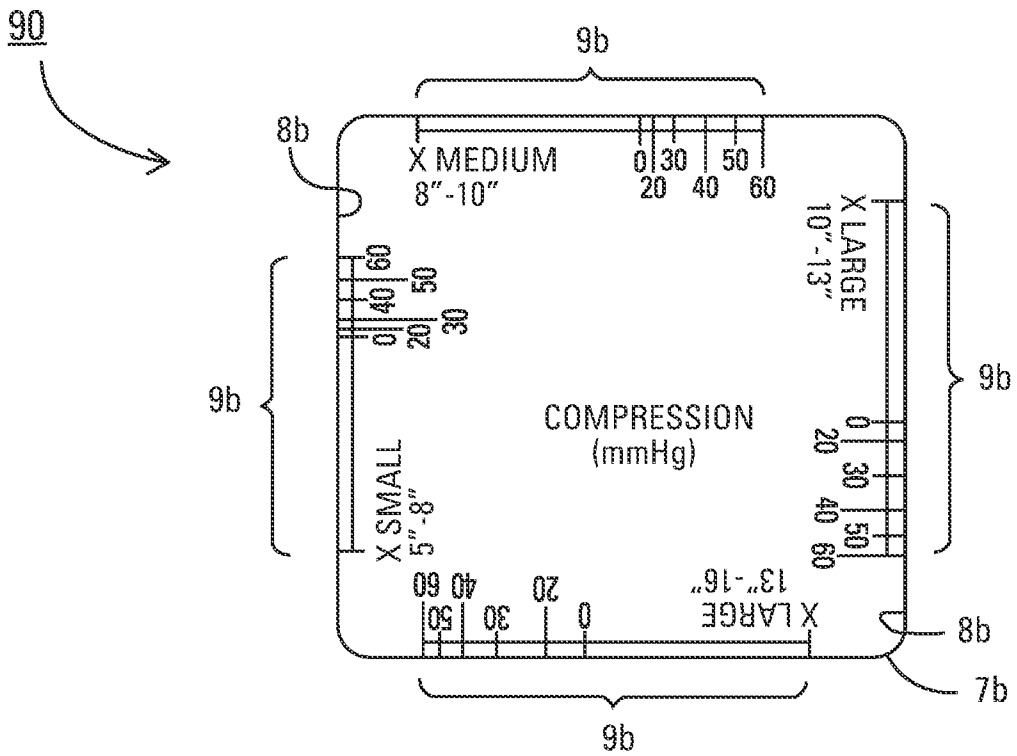 90
9b
8b
X MEDIUM
8"-10"
0 20 30 40 50 60
X LARGE
10"-13"
60 50 40 30 20 0
9b
9b
COMPRESSION
(mmHg)
0 20 30 40 50 60
X SMALL
5"-8"
60 50 40 30 20 0
X LARGE
13"-16"
8b
7b
9b